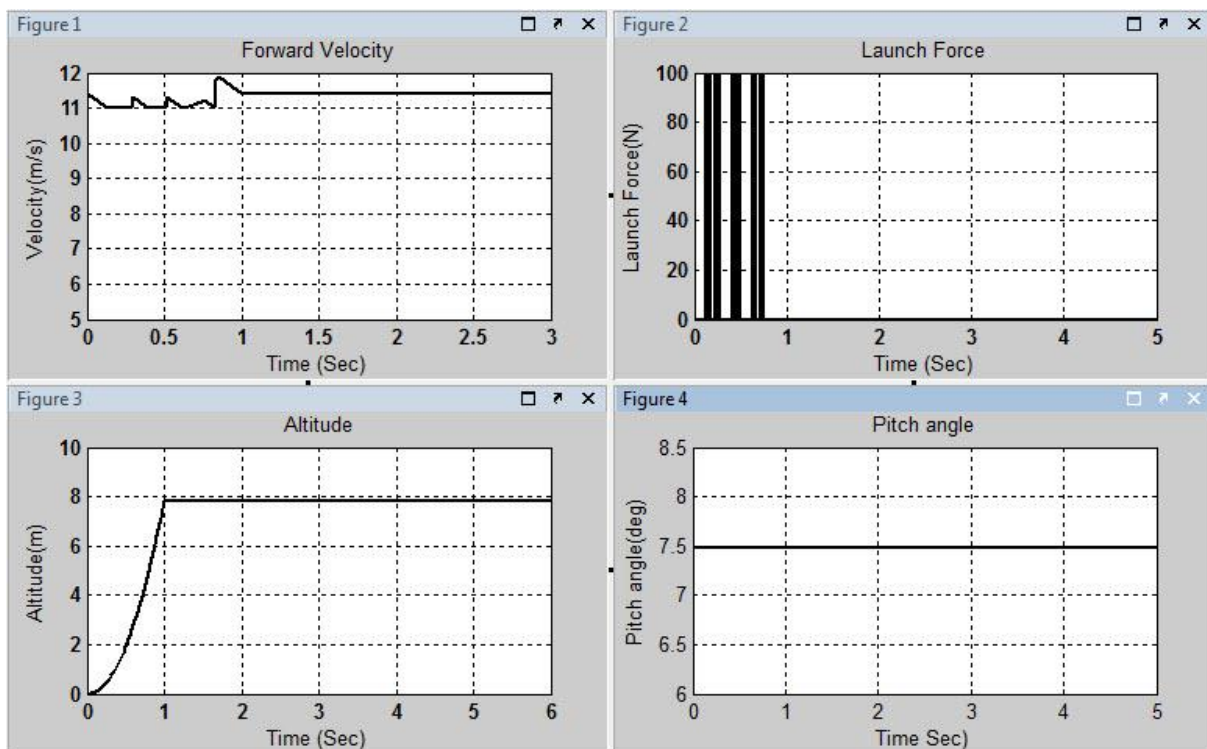 Figure 1
Forward Velocity
Velocity(m/s)
12
11
10
9
8
7
6
5
0 0.5 1 1.5 2 2.5 3
Time (Sec)
Figure 2
Launch Force
Launch Force(N)
100
80
60
40
20
0
0 1 2 3 4 5
Time (Sec)
Figure 3
Altitude
Altitude(m)
10
8
6
4
2
0
0 1 2 3 4 5 6
Time (Sec)
Figure 4
Pitch angle
Pitch angle(deg)
8.5
8
7.5
7
6.5
6
0 1 2 3 4 5
Time Sec)